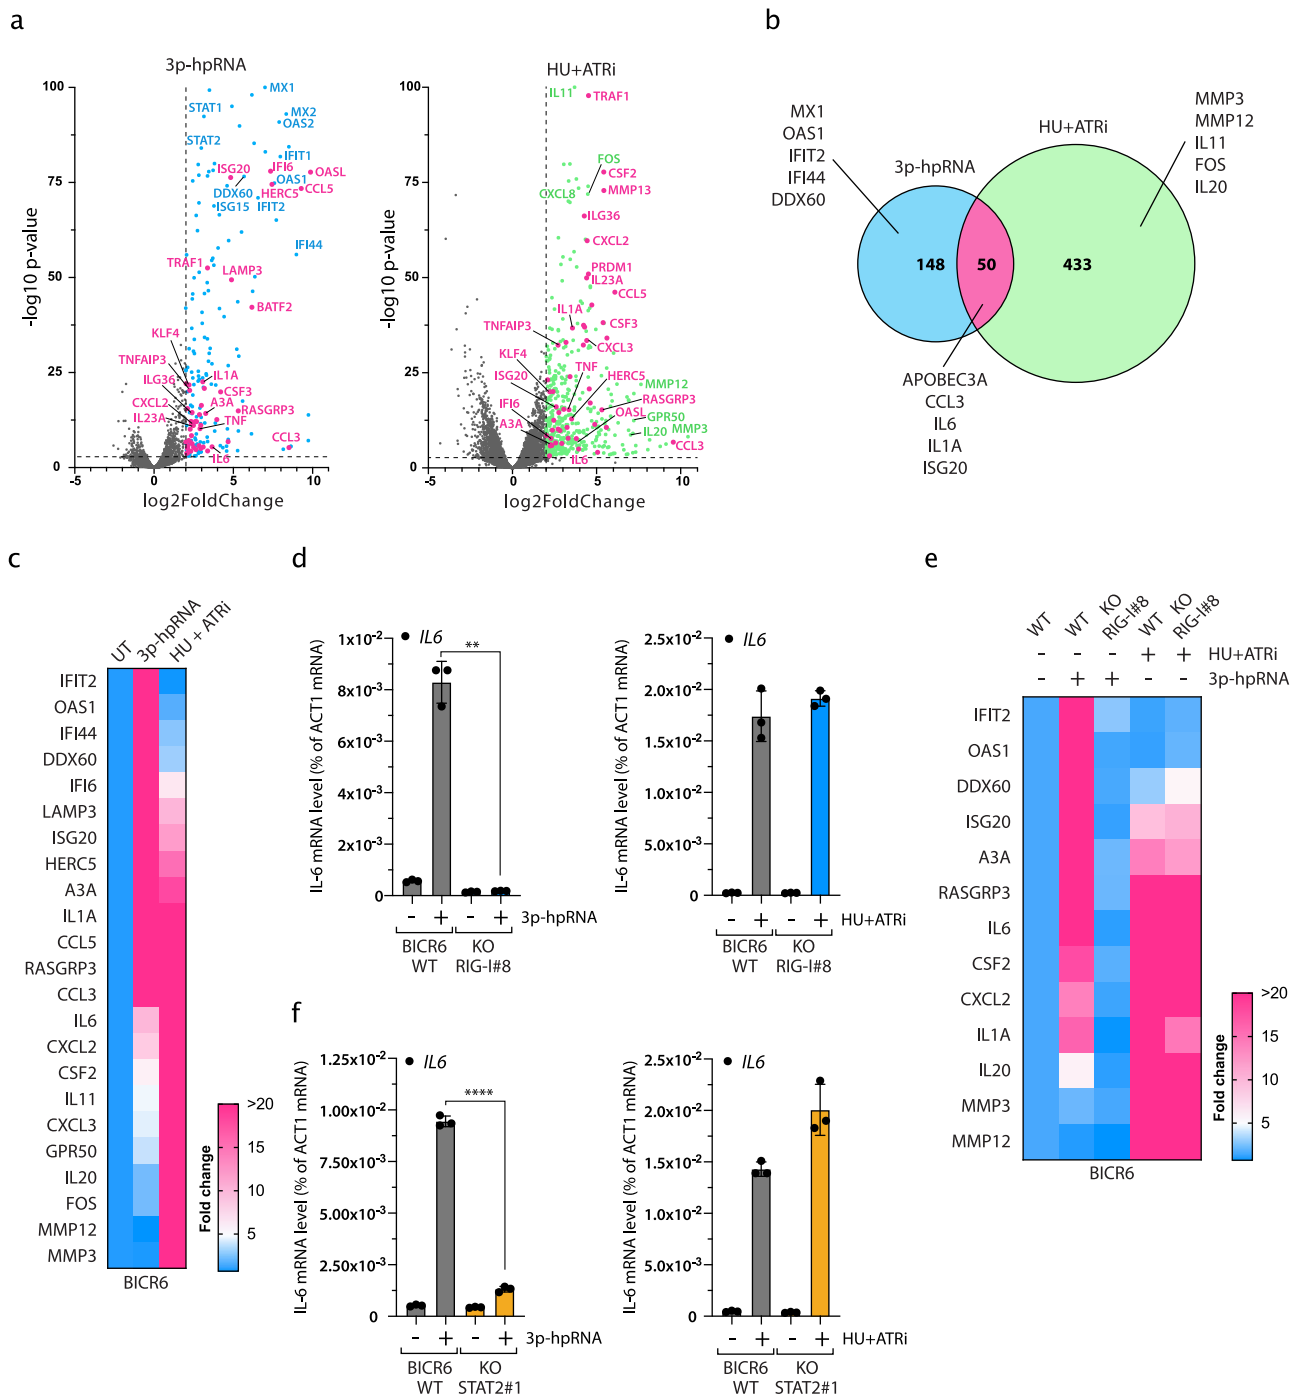 a
3p-hpRNA
-log10 p-value
100
75
50
25
0
-5
0
5
10
log2FoldChange
MX1
STAT1
MX2
OAS2
STAT2
IFIT1
ISG20
IFI6
OASL
OAS1
DDX60
HERC5
CCL5
ISG15
IFIT2
IFI44
TRAF1
LAMP3
BATF2
KLF4
TNFAIP3
IL1A
ILG36
CSF3
CXCL2
A3A
RASGRP3
IL23A
TNF
CCL3
IL6
HU+ATRi
100
75
50
25
0
-5
0
5
10
log2FoldChange
IL11
TRAF1
FOS
CSF2
CXCL8
MMP13
ILG36
CXCL2
PRDM1
IL23A
CCL5
IL1A
TNFAIP3
CSF3
KLF4
CXCL3
TNF
HERC5
ISG20
MMP12
RASGRP3
IFI6
OASL
GPR50
A3A
IL20
MMP3
CCL3
IL6
b
MX1
OAS1
IFIT2
IFI44
DDX60
3p-hpRNA
HU+ATRi
MMP3
MMP12
IL11
FOS
IL20
148
50
433
APOBEC3A
CCL3
IL6
IL1A
ISG20
c
UT
3p-hpRNA
HU + ATRi
IFIT2
OAS1
IFI44
DDX60
IFI6
LAMP3
ISG20
HERC5
A3A
IL1A
CCL5
RASGRP3
CCL3
IL6
CXCL2
CSF2
IL11
CXCL3
GPR50
IL20
FOS
MMP12
MMP3
BICR6
Fold change
>20
15
10
5
d
IL-6 mRNA level (% of ACT1 mRNA)
IL6
1x10-2
8x10-3
6x10-3
4x10-3
2x10-3
0
**
- + - + 3p-hpRNA
BICR6 KO
WT RIG-I#8
IL-6 mRNA level (% of ACT1 mRNA)
IL6
2.5x10-2
2.0x10-2
1.5x10-2
1.0x10-2
5.0x10-3
0
- + - + HU+ATRi
BICR6 KO
WT RIG-I#8
e
WT
WT
KO RIG-I#8
WT
KO RIG-I#8
- - - + + HU+ATRi
- + + - - 3p-hpRNA
IFIT2
OAS1
DDX60
ISG20
A3A
RASGRP3
IL6
CSF2
CXCL2
IL1A
IL20
MMP3
MMP12
BICR6
Fold change
>20
15
10
5
f
IL-6 mRNA level (% of ACT1 mRNA)
IL6
1.25x10-2
1.00x10-2
7.50x10-3
5.00x10-3
2.50x10-3
0
****
- + - + 3p-hpRNA
BICR6 KO
WT STAT2#1
IL-6 mRNA level (% of ACT1 mRNA)
IL6
2.5x10-2
2.0x10-2
1.5x10-2
1.0x10-2
5.0x10-3
0
- + - + HU+ATRi
BICR6 KO
WT STAT2#1